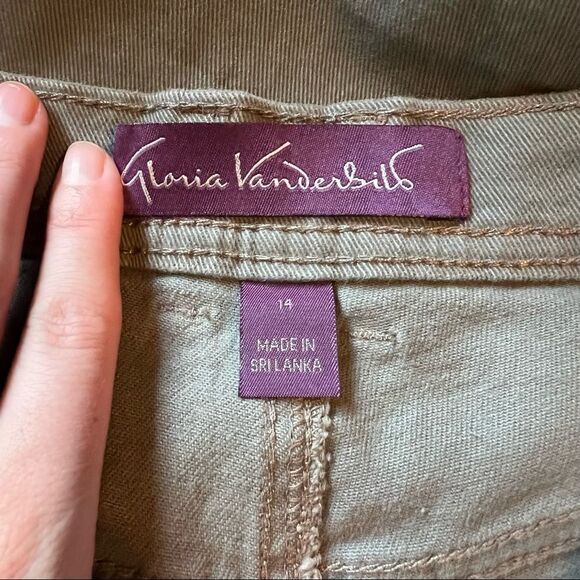 Gloria Vanderbilt
14
MADE IN
SRI LANKA